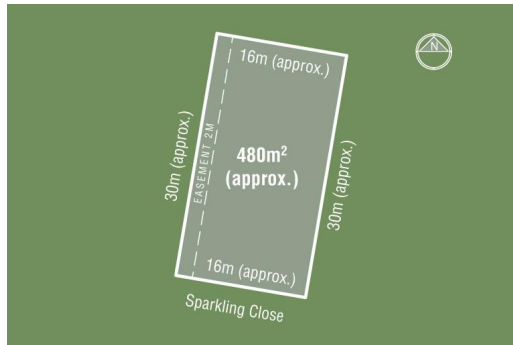 N
16m (approx.)
30m (approx.)
EASEMENT 2M
480m²
(approx.)
30m (approx.)
16m (approx.)
Sparkling Close